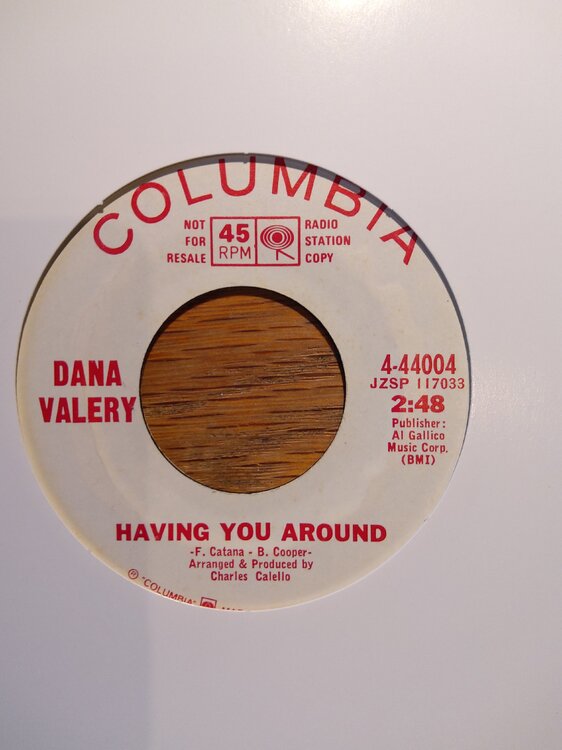 COLUMBIA
NOT
FOR
RESALE
45
RPM
RADIO
STATION
COPY
DANA
VALERY
4-44004
JZSP 117033
2:48
Publisher:
Al Gallico
Music Corp.
(BMI)
HAVING YOU AROUND
-F. Catana - B. Cooper-
Arranged & Produced by
Charles Calello
® "COLUMBIA"